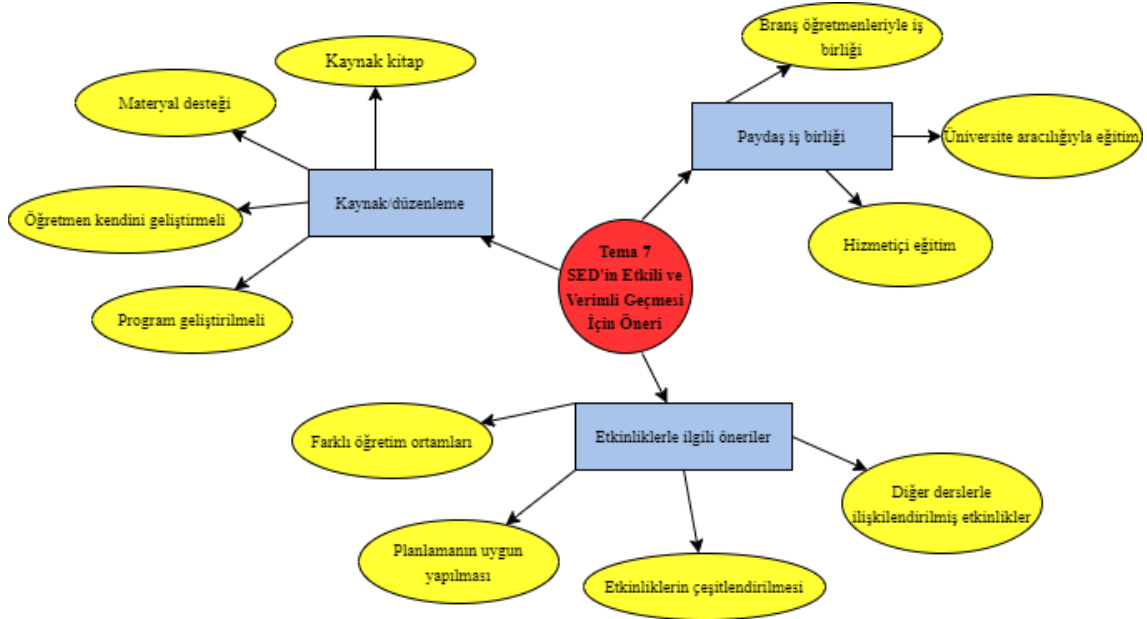 Branş öğretmenleriyle iş
birliği
Kaynak kitap
Materyal desteği
Paydaş iş birliği
Üniversite aracılığıyla eğitim
Kaynak/düzenleme
Öğretmen kendini geliştirmeli
Hizmetiçi eğitim
Program geliştirilmeli
Tema 7
SED'in Etkili ve
Verimli Geçmesi
İçin Öneri
Farklı öğretim ortamları
Etkinliklerle ilgili öneriler
Diğer derslerle
ilişkilendirilmiş etkinlikler
Planlamanın uygun
yapılması
Etkinliklerin çeşitlendirilmesi